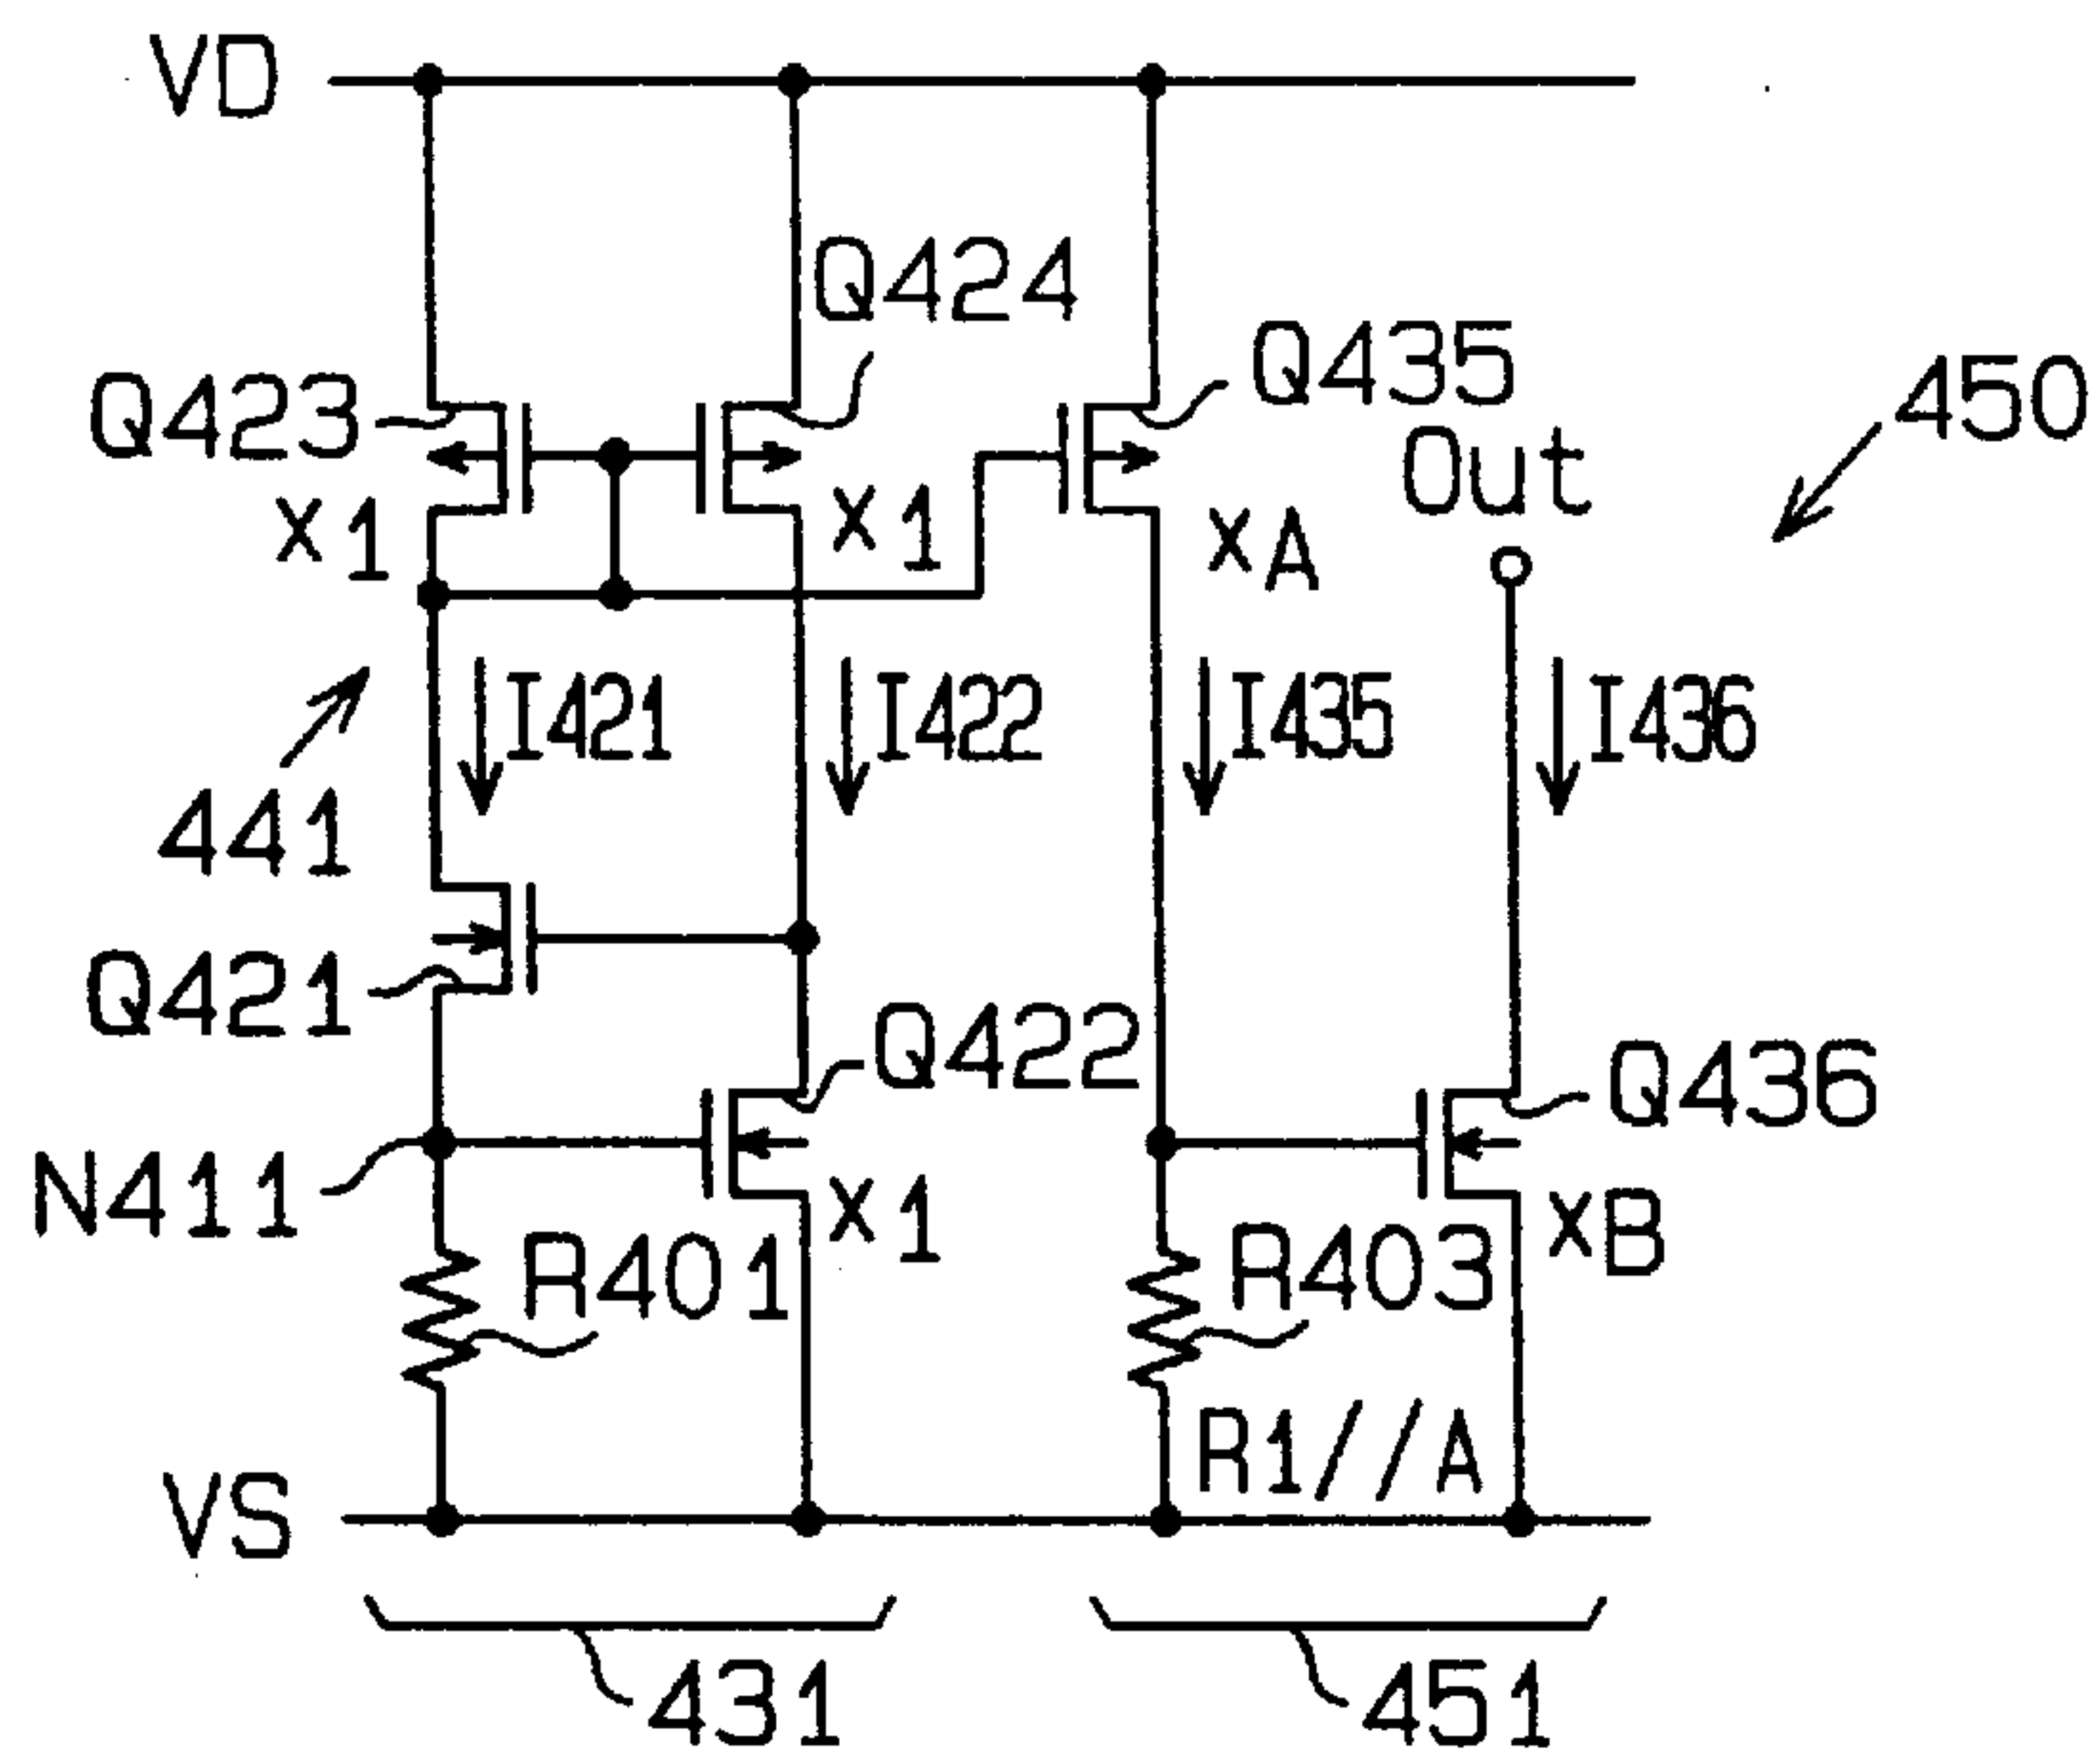 VD
Q424
Q435
Q423
450
Out
x1
x1
xA
I421
I422
I435
I436
441
Q421
Q422
Q436
N411
x1
xB
R401
R403
R1//A
VS
431
451